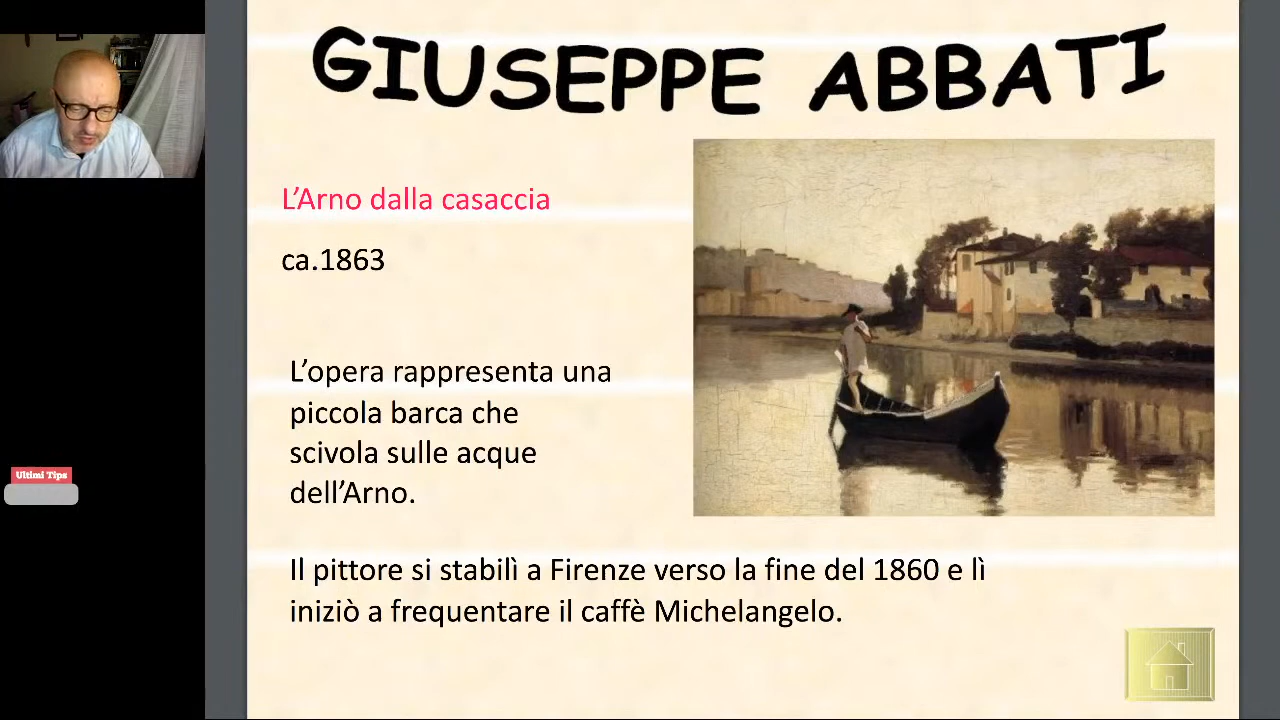 GIUSEPPE ABBATI
L'Arno dalla casaccia
ca.1863
L'opera rappresenta una
piccola barca che
scivola sulle acque
dell'Arno.
Il pittore si stabilì a Firenze verso la fine del 1860 e lì
iniziò a frequentare il caffè Michelangelo.
Ultimi Tips